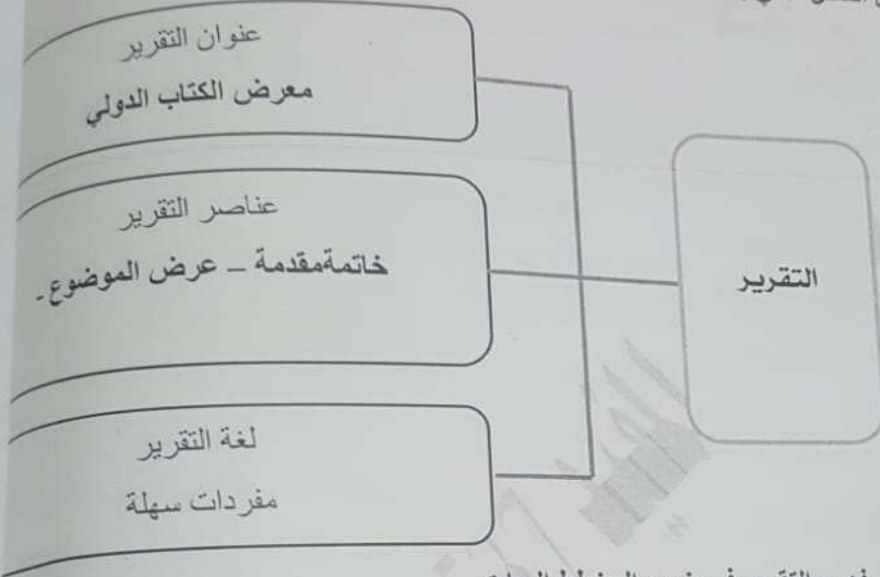 عنوان التقرير
معرض الكتاب الدولي
عناصر التقرير
خاتمةمقدمة – عرض الموضوع-
التقرير
لغة التقرير
مفردات سهلة